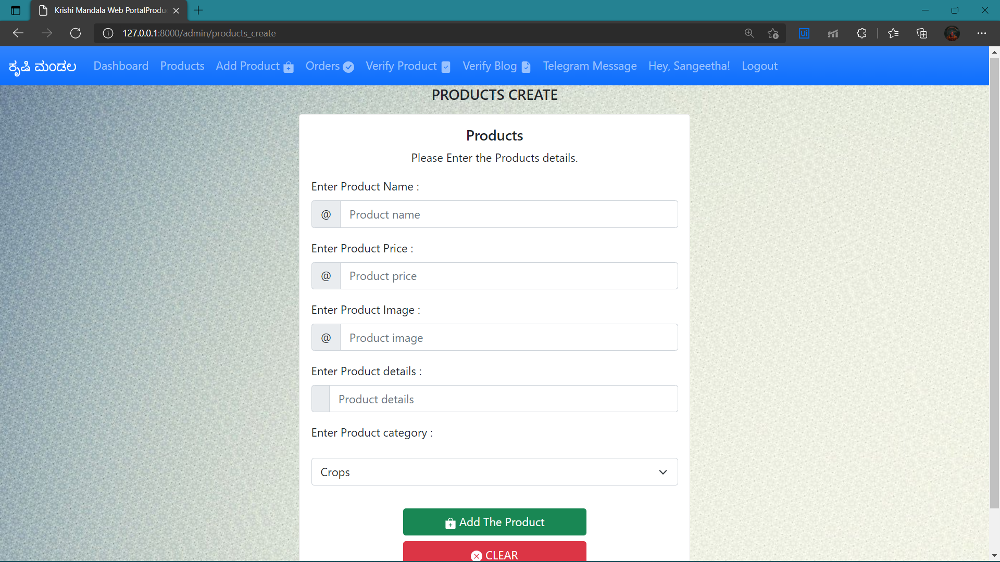 Krishi Mandala Web PortalProdu
127.0.0.1:8000/admin/products_create
Ui
ಕೃಷಿ ಮಂಡಲ Dashboard Products Add Product Orders Verify Product Verify Blog Telegram Message Hey, Sangeetha! Logout
PRODUCTS CREATE
Products
Please Enter the Products details.
Enter Product Name :
@ Product name
Enter Product Price :
@ Product price
Enter Product Image :
@ Product image
Enter Product details :
Product details
Enter Product category :
Crops
Add The Product
CLEAR